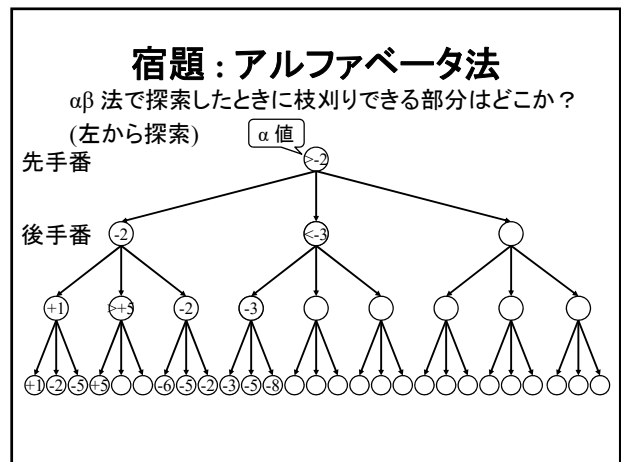 宿題 : アルファベータ法
αβ 法で探索したときに枝刈りできる部分はどこか？
(左から探索)
α 値
先手番
>-2
後手番
-2
<-3
+1
>+5
-2
-3
+1
-2
-5
+5
-6
-5
-2
-3
-5
-8